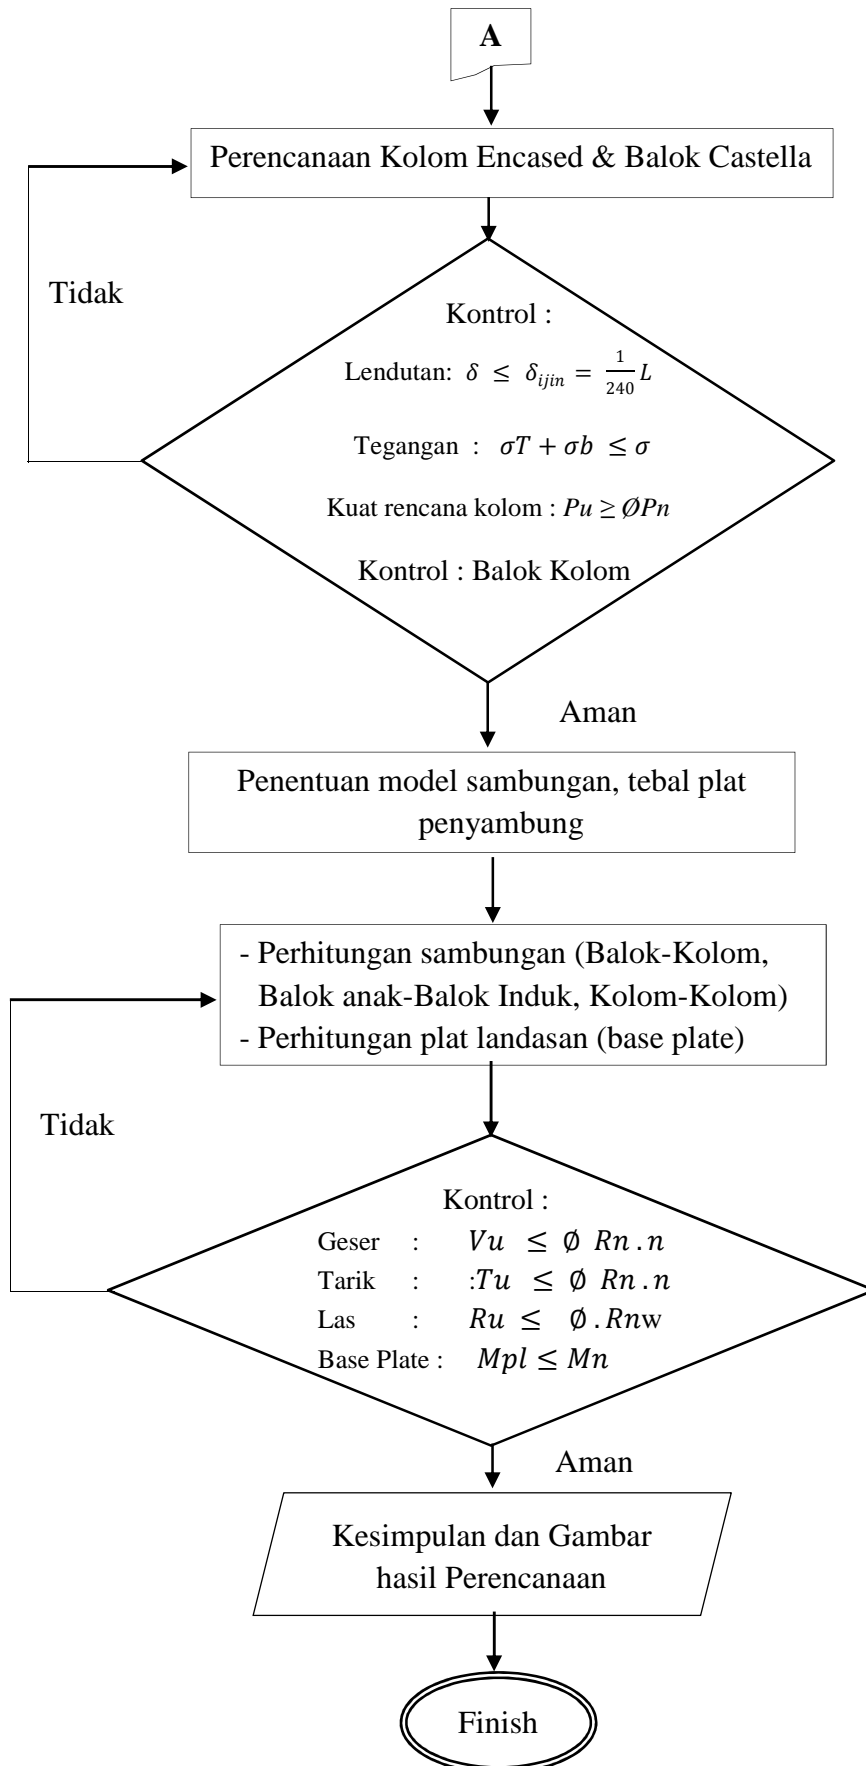 A
Perencanaan Kolom Encased & Balok Castella
Tidak
Kontrol :
Lendutan: δ ≤ δijin = 1/240 L
Tegangan : σT + σb ≤ σ
Kuat rencana kolom : Pu ≥ ØPn
Kontrol : Balok Kolom
Aman
Penentuan model sambungan, tebal plat
penyambung
- Perhitungan sambungan (Balok-Kolom,
Balok anak-Balok Induk, Kolom-Kolom)
- Perhitungan plat landasan (base plate)
Tidak
Kontrol :
Geser : Vu ≤ ∅ Rn . n
Tarik : :Tu ≤ ∅ Rn . n
Las : Ru ≤ ∅ . Rnw
Base Plate : Mpl ≤ Mn
Aman
Kesimpulan dan Gambar
hasil Perencanaan
Finish